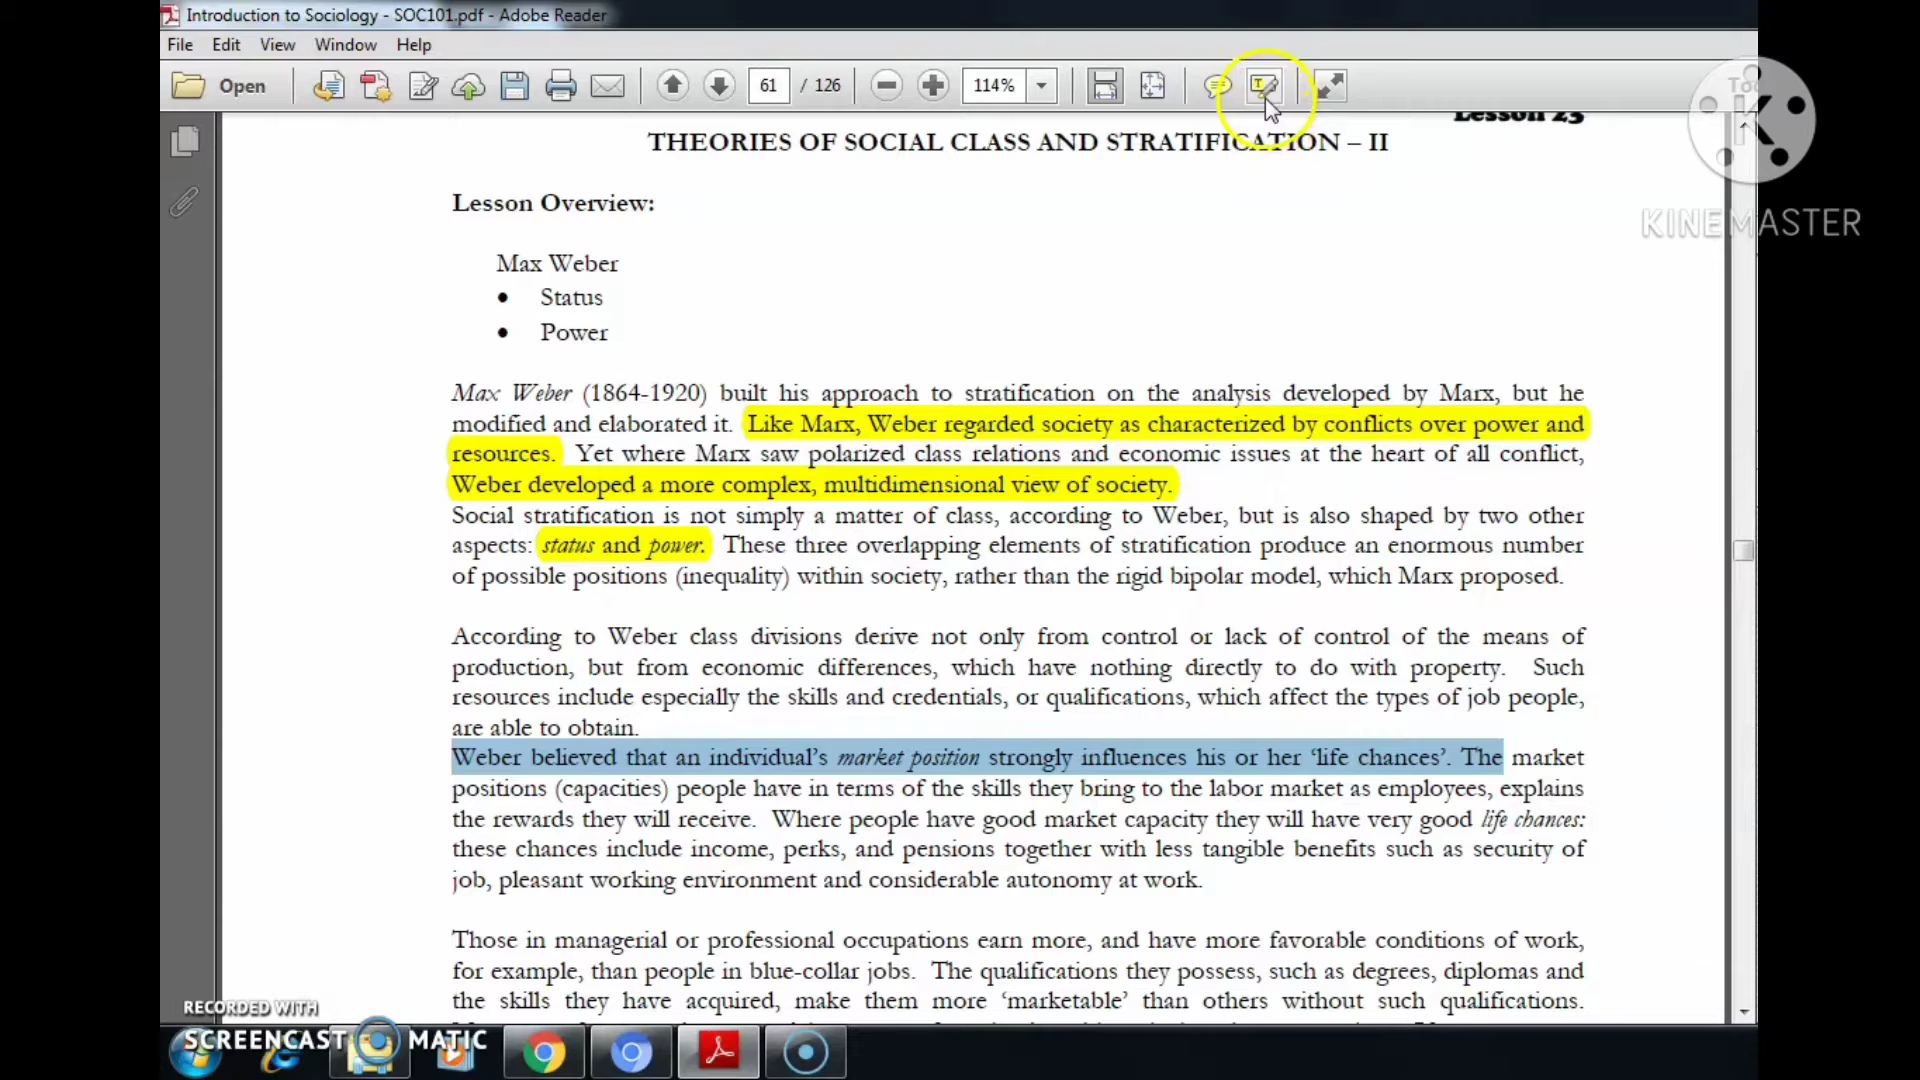 Introduction to Sociology - SOC101.pdf - Adobe Reader
File Edit View Window Help
Open 61 / 126 114%
Lesson 23
THEORIES OF SOCIAL CLASS AND STRATIFICATION – II
KINEMASTER
Lesson Overview:
Max Weber
• Status
• Power
Max Weber (1864-1920) built his approach to stratification on the analysis developed by Marx, but he
modified and elaborated it. Like Marx, Weber regarded society as characterized by conflicts over power and
resources. Yet where Marx saw polarized class relations and economic issues at the heart of all conflict,
Weber developed a more complex, multidimensional view of society.
Social stratification is not simply a matter of class, according to Weber, but is also shaped by two other
aspects: status and power. These three overlapping elements of stratification produce an enormous number
of possible positions (inequality) within society, rather than the rigid bipolar model, which Marx proposed.
According to Weber class divisions derive not only from control or lack of control of the means of
production, but from economic differences, which have nothing directly to do with property. Such
resources include especially the skills and credentials, or qualifications, which affect the types of job people,
are able to obtain.
Weber believed that an individual’s market position strongly influences his or her ‘life chances’. The market
positions (capacities) people have in terms of the skills they bring to the labor market as employees, explains
the rewards they will receive. Where people have good market capacity they will have very good life chances:
these chances include income, perks, and pensions together with less tangible benefits such as security of
job, pleasant working environment and considerable autonomy at work.
Those in managerial or professional occupations earn more, and have more favorable conditions of work,
for example, than people in blue-collar jobs. The qualifications they possess, such as degrees, diplomas and
the skills they have acquired, make them more ‘marketable’ than others without such qualifications.
RECORDED WITH
SCREENCAST MATIC